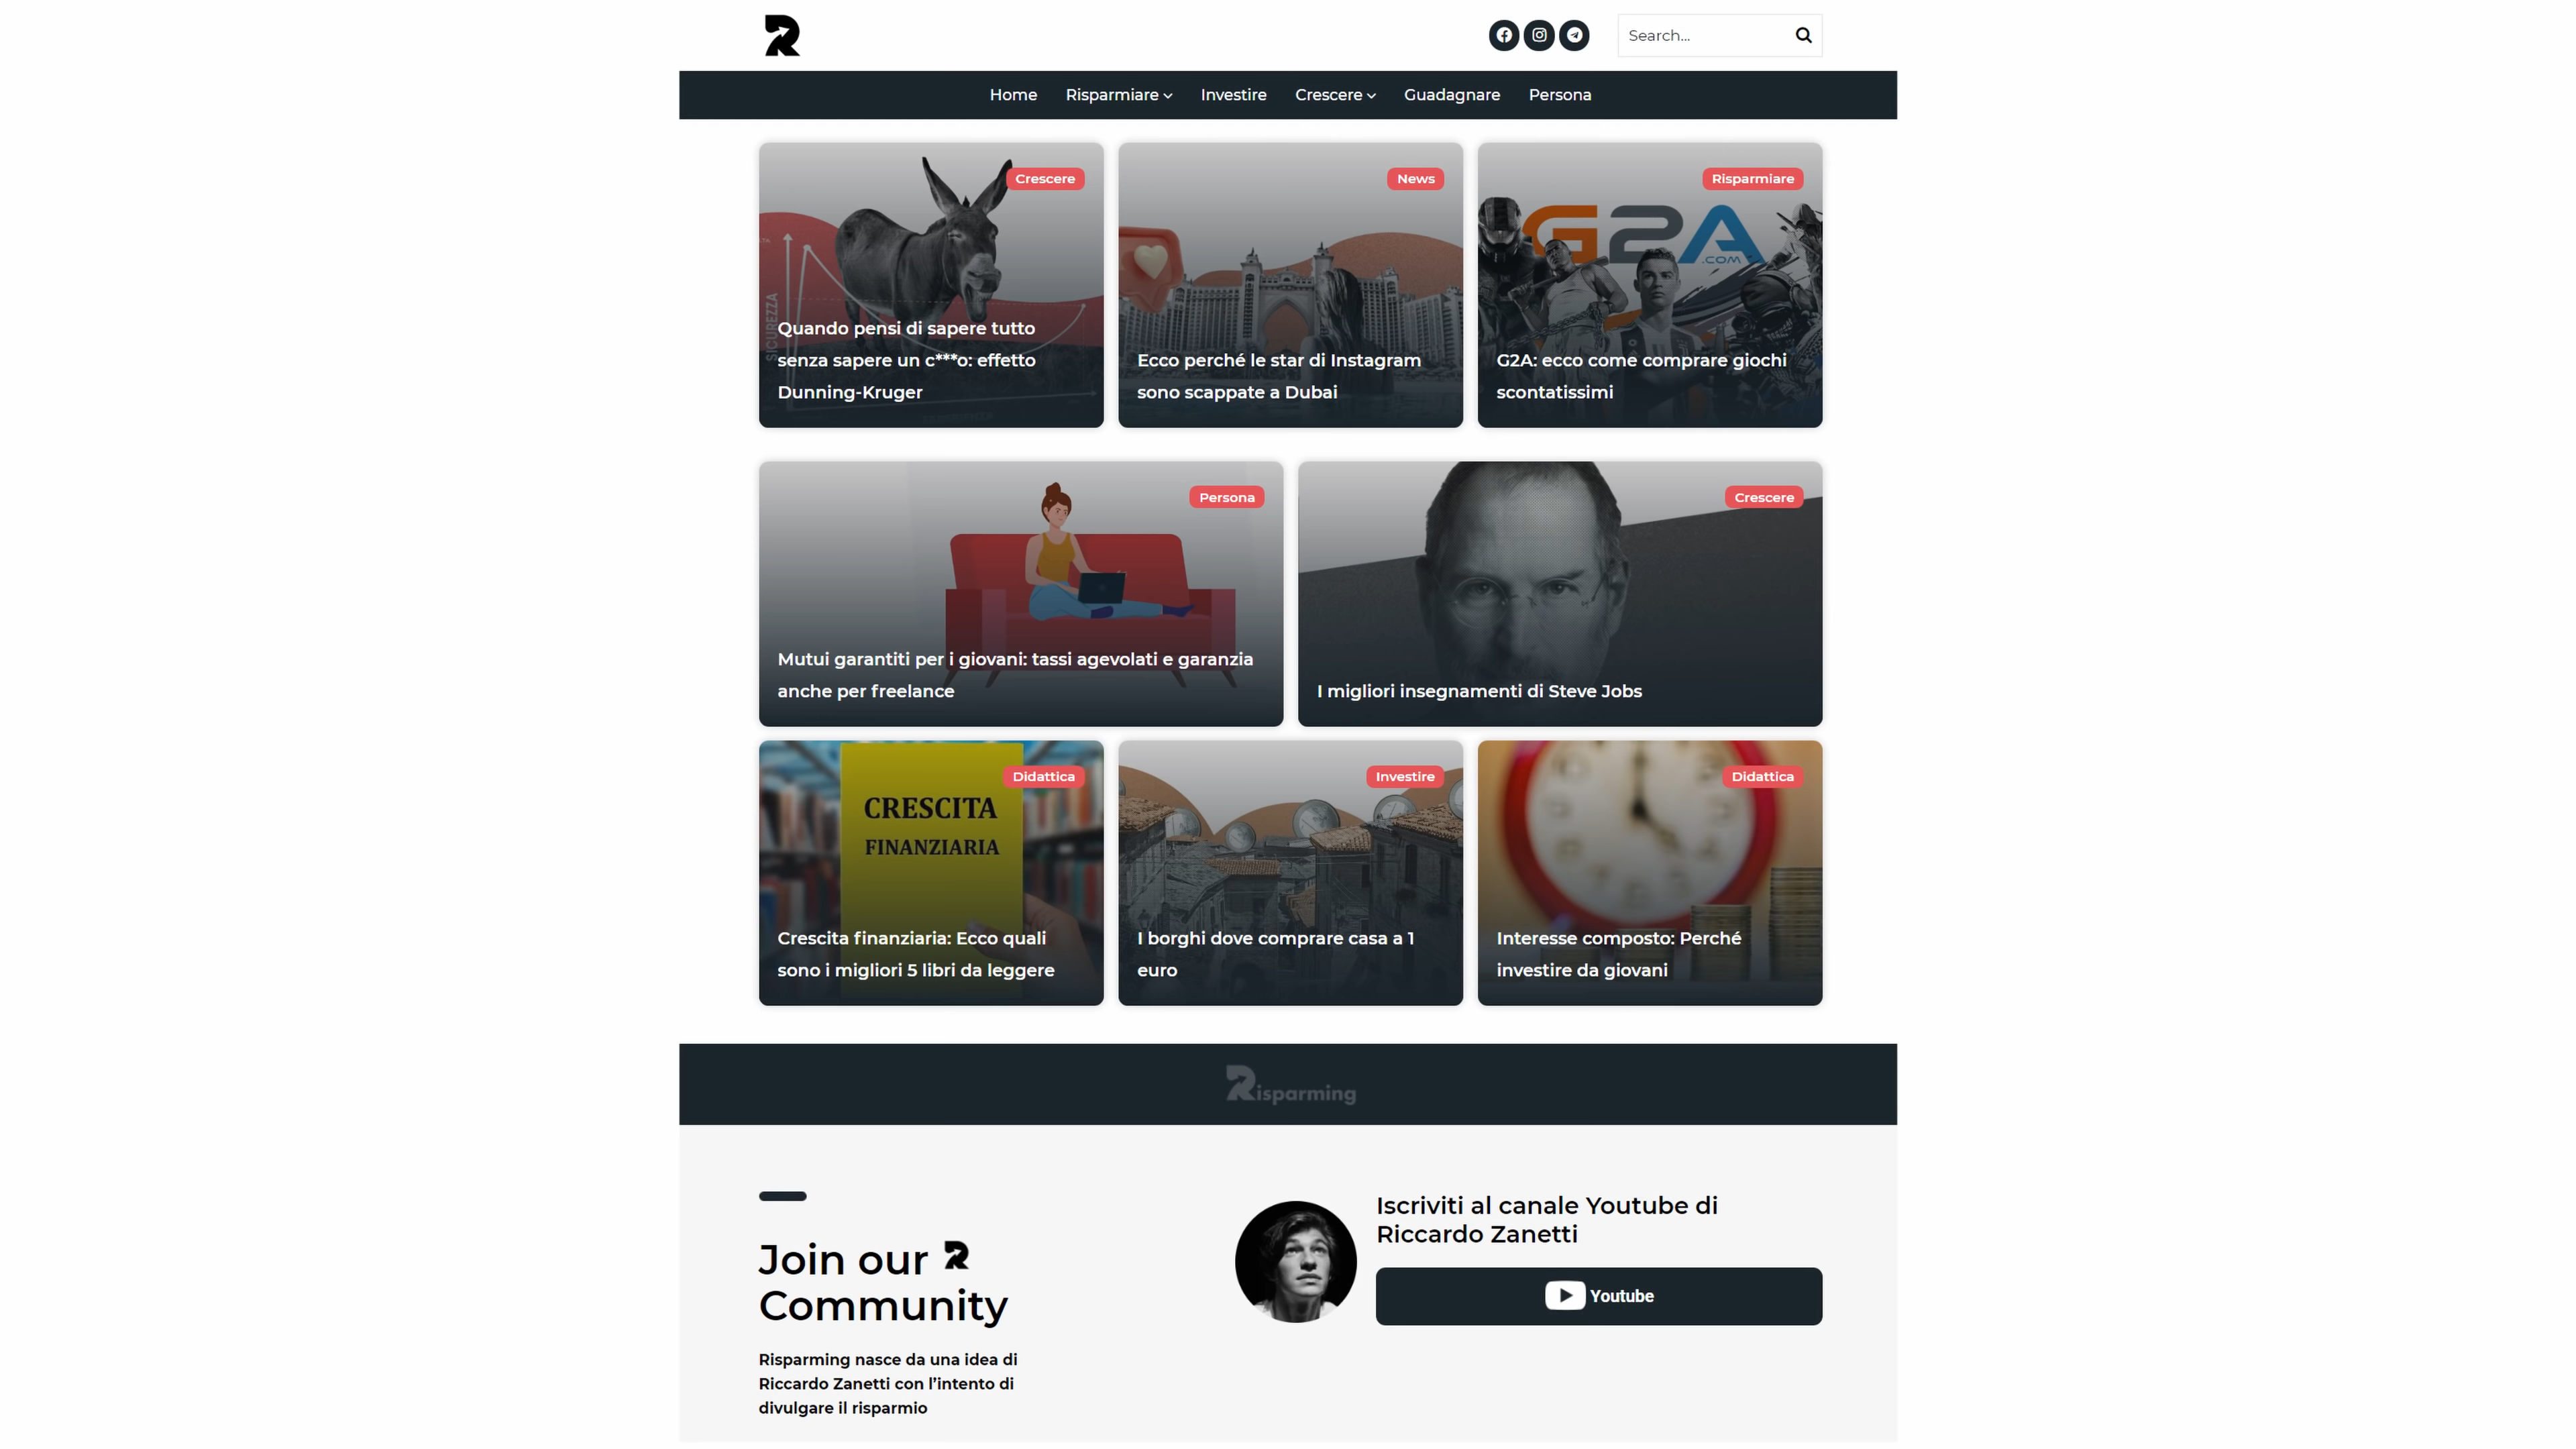 Search...
Home Risparmiare Investire Crescere Guadagnare Persona
Crescere
SICUREZZA
Quando pensi di sapere tutto
senza sapere un c***o: effetto
Dunning-Kruger
News
Ecco perché le star di Instagram
sono scappate a Dubai
Risparmiare
G2A
.COM
G2A: ecco come comprare giochi
scontatissimi
Persona
Mutui garantiti per i giovani: tassi agevolati e garanzia
anche per freelance
Crescere
I migliori insegnamenti di Steve Jobs
Didattica
CRESCITA
FINANZIARIA
Crescita finanziaria: Ecco quali
sono i migliori 5 libri da leggere
Investire
I borghi dove comprare casa a 1
euro
Didattica
Interesse composto: Perché
investire da giovani
Risparming
Join our R
Community
Risparming nasce da una idea di
Riccardo Zanetti con l'intento di
divulgare il risparmio
Iscriviti al canale Youtube di
Riccardo Zanetti
Youtube